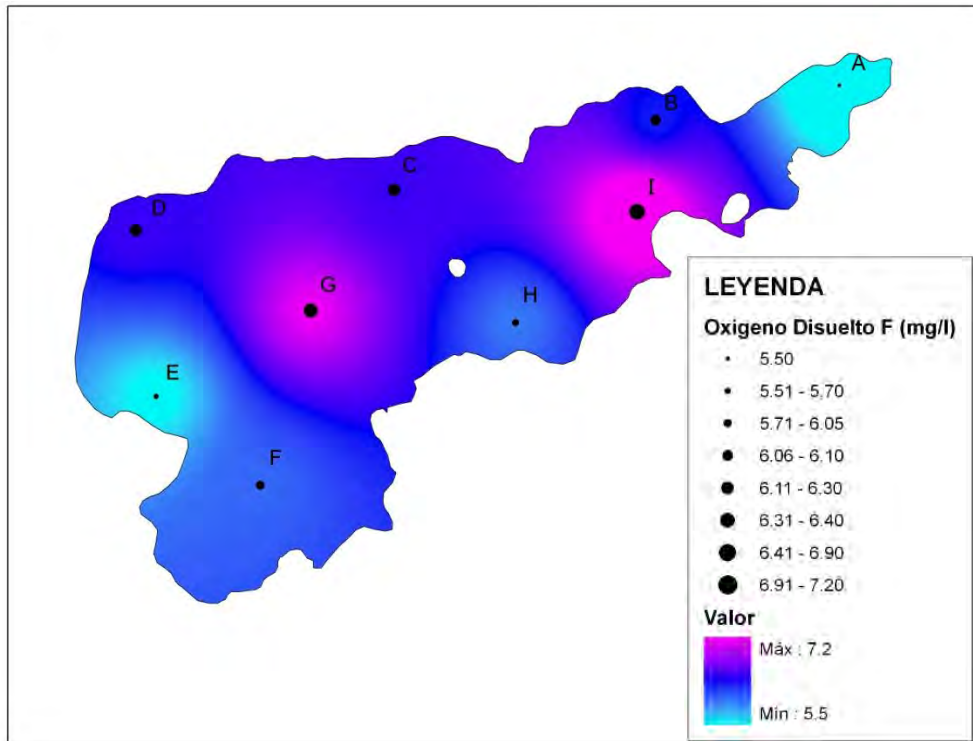 A
B
C
I
D
G
H
E
F
LEYENDA
Oxigeno Disuelto F (mg/l)
5.50
5.51 - 5.70
5.71 - 6.05
6.06 - 6.10
6.11 - 6.30
6.31 - 6.40
6.41 - 6.90
6.91 - 7.20
Valor
Máx : 7.2
Mín : 5.5